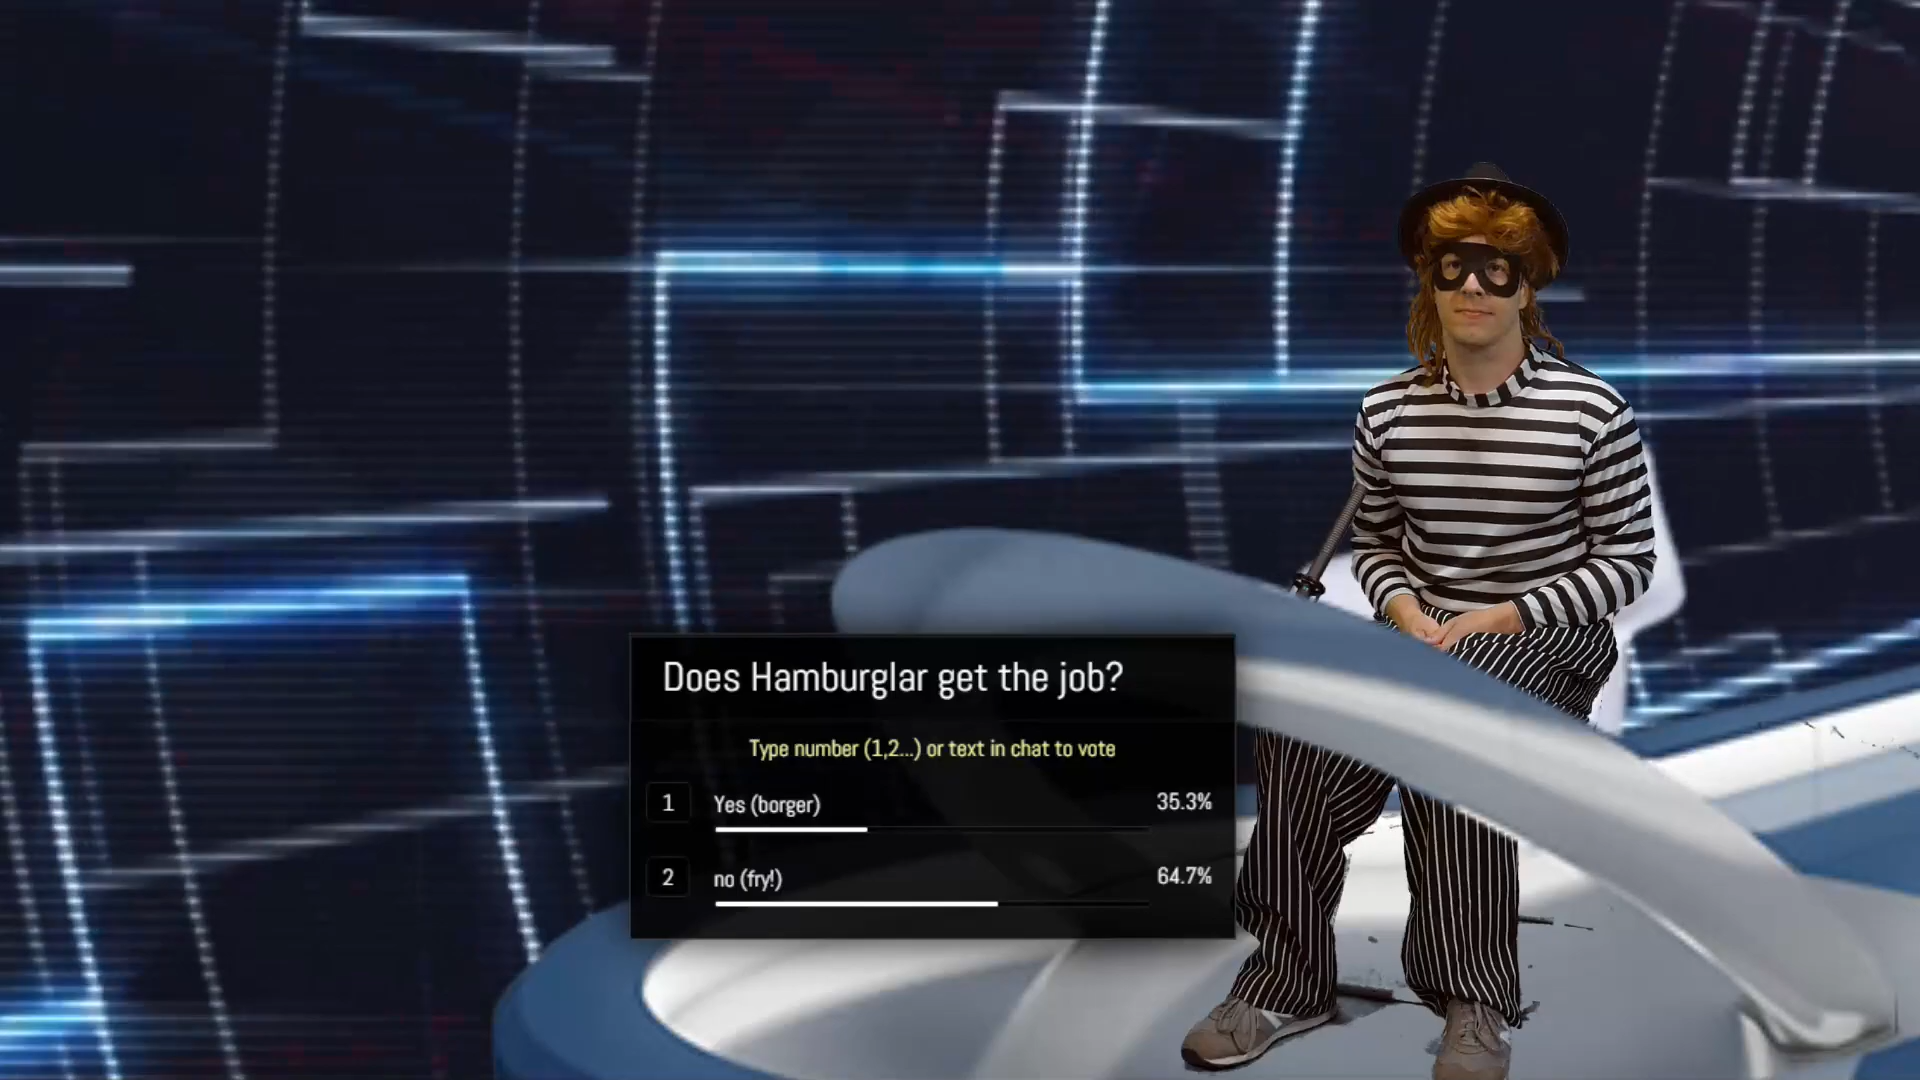 Does Hamburglar get the job?
Type number (1,2...) or text in chat to vote
1 Yes (borger) 35.3%
2 no (fry!) 64.7%